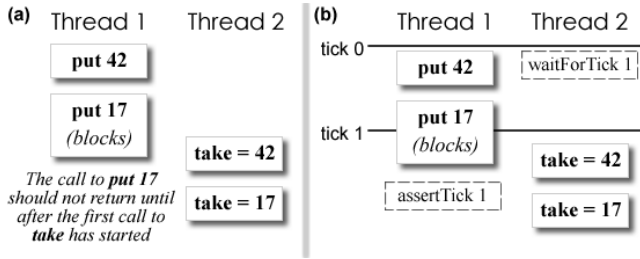 (a)
Thread 1
Thread 2
put 42
put 17
(blocks)
take = 42
take = 17
The call to put 17
should not return until
after the first call to
take has started
(b)
Thread 1
Thread 2
tick 0
put 42
waitForTick 1
put 17
(blocks)
tick 1
take = 42
assertTick 1
take = 17